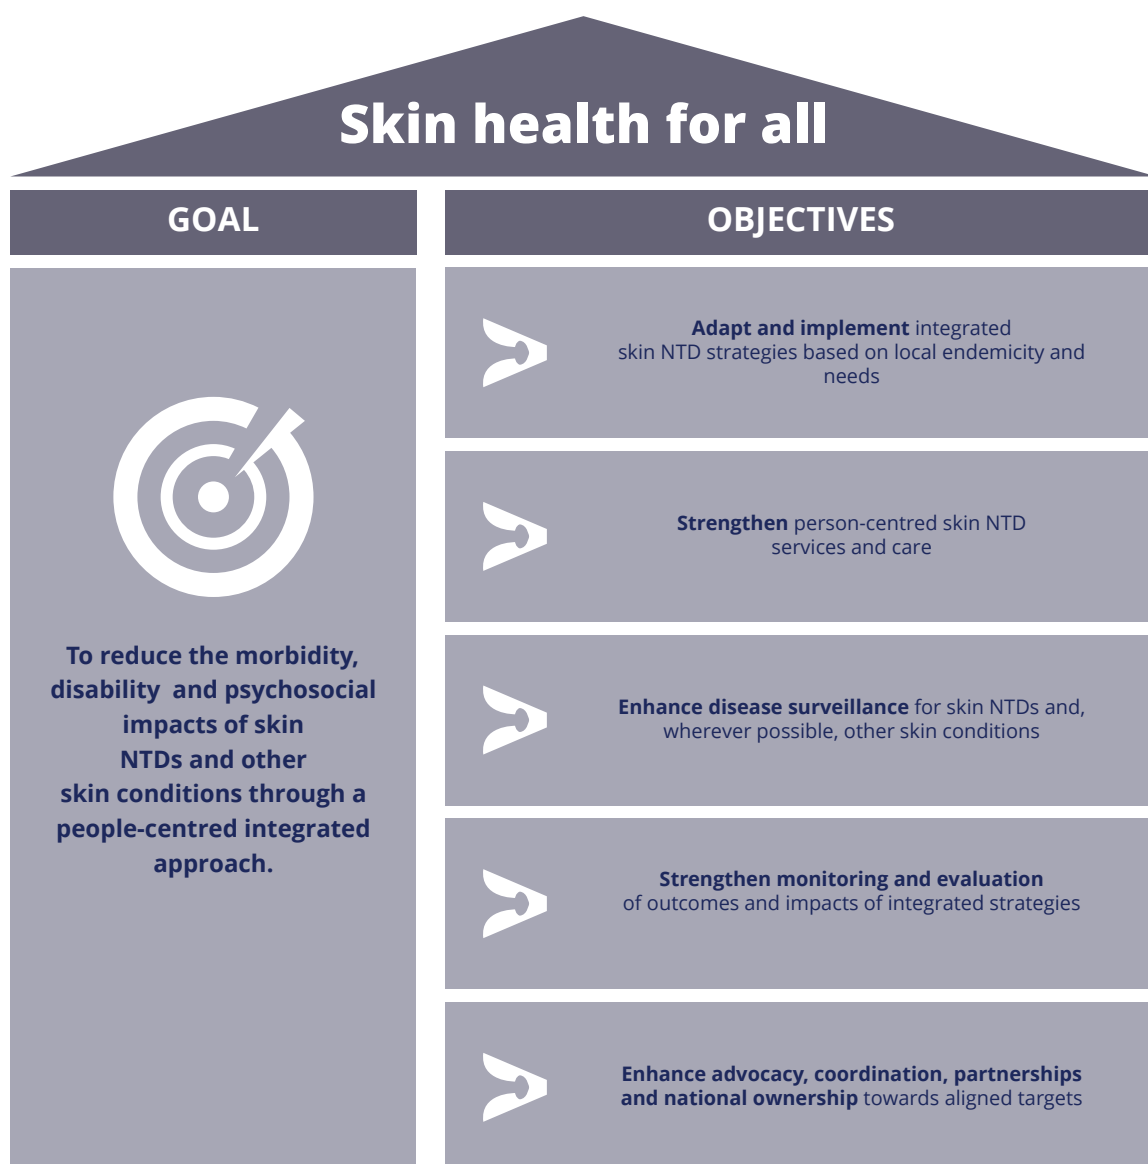 Skin health for all
GOAL
To reduce the morbidity,
disability  and psychosocial
impacts of skin
NTDs and other
skin conditions through a
people-centred integrated
approach.
OBJECTIVES
Adapt and implement integrated
skin NTD strategies based on local endemicity and
needs
Strengthen person-centred skin NTD
services and care
Enhance disease surveillance for skin NTDs and,
wherever possible, other skin conditions
Strengthen monitoring and evaluation
of outcomes and impacts of integrated strategies
Enhance advocacy, coordination, partnerships
and national ownership towards aligned targets